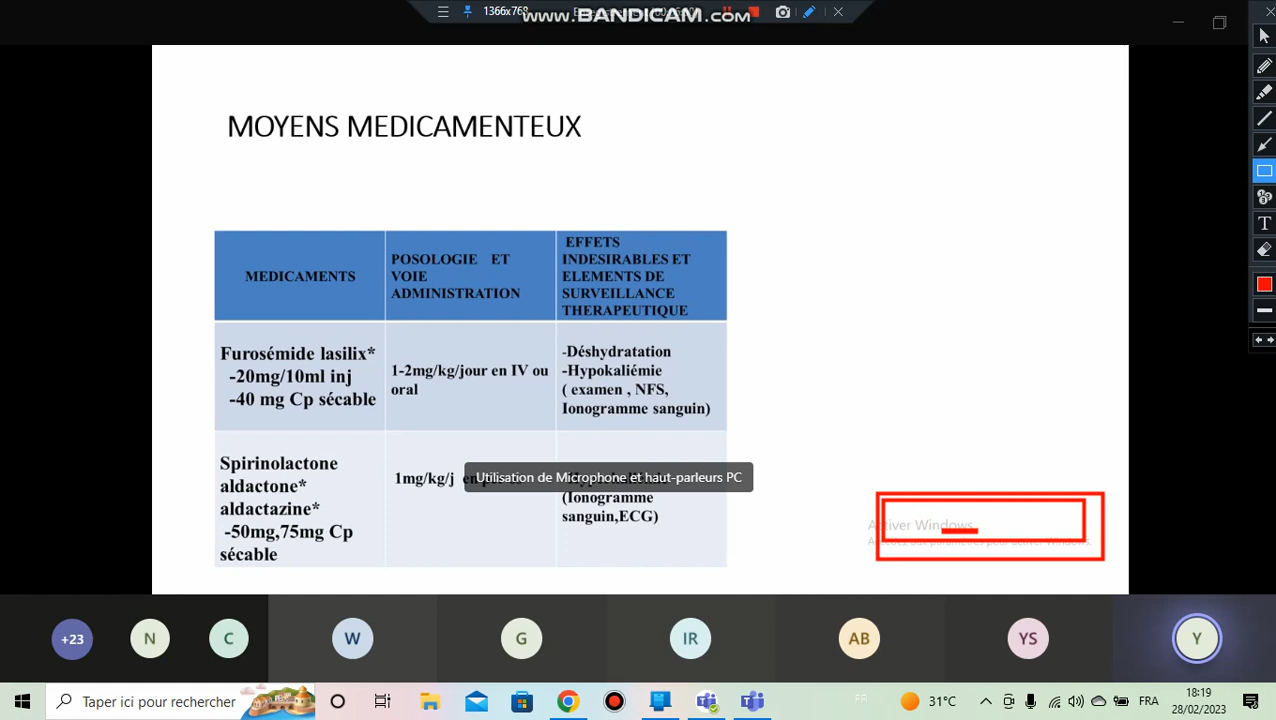 1366x768
www.BANDICAM.com
MOYENS MEDICAMENTEUX
MEDICAMENTS
POSOLOGIE ET
VOIE
ADMINISTRATION
EFFETS
INDESIRABLES ET
ELEMENTS DE
SURVEILLANCE
THERAPEUTIQUE
Furosémide lasilix*
-20mg/10ml inj
-40 mg Cp sécable
1-2mg/kg/jour en IV ou
oral
-Déshydratation
-Hypokaliémie
( examen , NFS,
Ionogramme sanguin)
Spirinolactone
aldactone*
aldactazine*
-50mg,75mg Cp
sécable
1mg/kg/j
Utilisation de Microphone et haut-parleurs PC
(Ionogramme
sanguin,ECG)
Activer Windows
+23
N
C
W
G
IR
AB
YS
Y
Taper ici pour rechercher
FR
31°C
FRA
18:19
28/02/2023